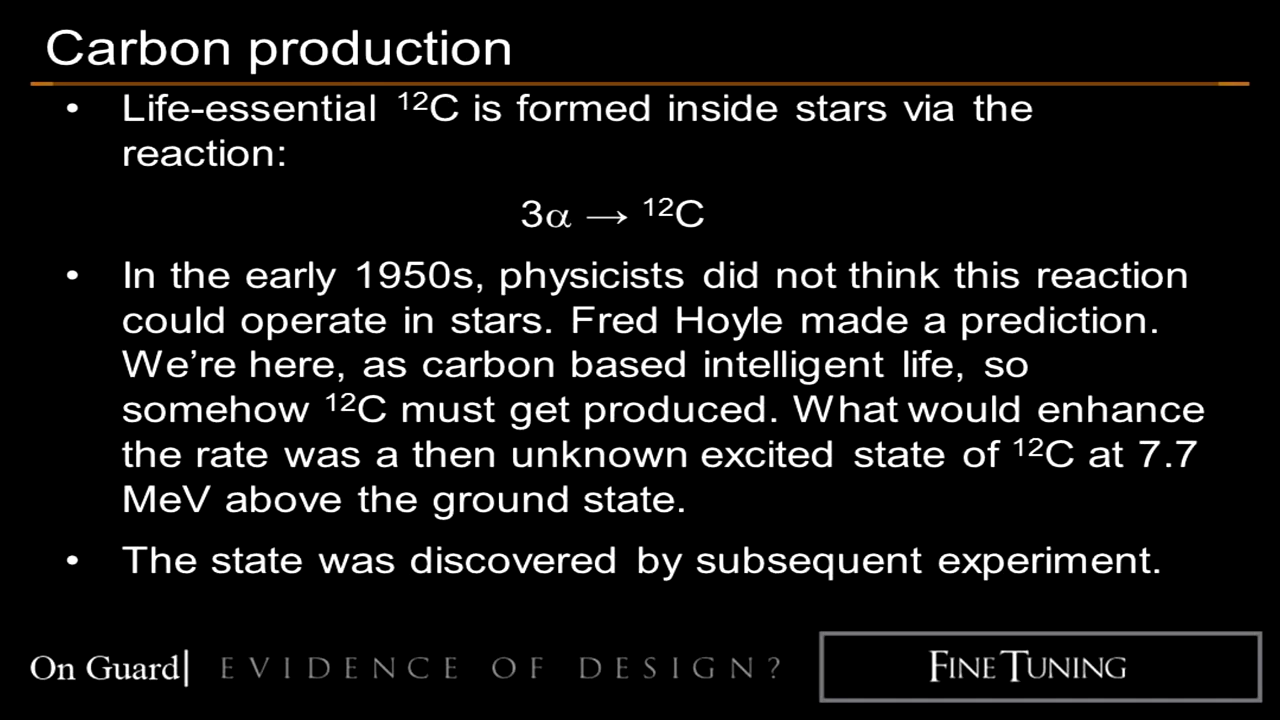 Carbon production
• Life-essential ¹²C is formed inside stars via the
reaction:
3α → ¹²C
• In the early 1950s, physicists did not think this reaction
could operate in stars. Fred Hoyle made a prediction.
We’re here, as carbon based intelligent life, so
somehow ¹²C must get produced. What would enhance
the rate was a then unknown excited state of ¹²C at 7.7
MeV above the ground state.
• The state was discovered by subsequent experiment.
On Guard| EVIDENCE OF DESIGN? FINE TUNING